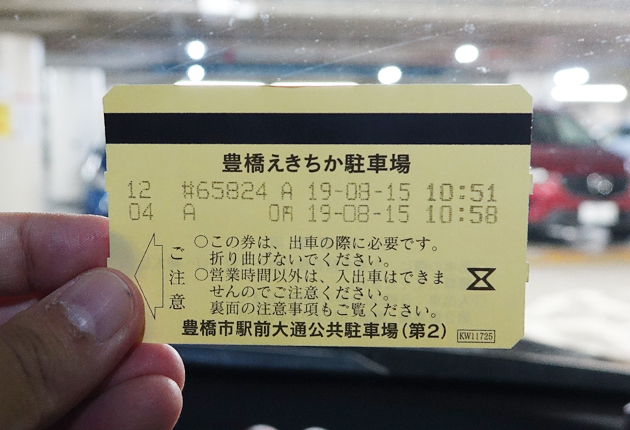 豊橋えきちか駐車場
12 #65824 A 19-08-15 10:51
04 A 0円 19-08-15 10:58
ご注意
○この券は、出車の際に必要です。
折り曲げないでください。
○営業時間以外は、入出車はできま
せんのでご注意ください。
裏面の注意事項もご覧ください。
豊橋市駅前大通公共駐車場(第2)
KW11725